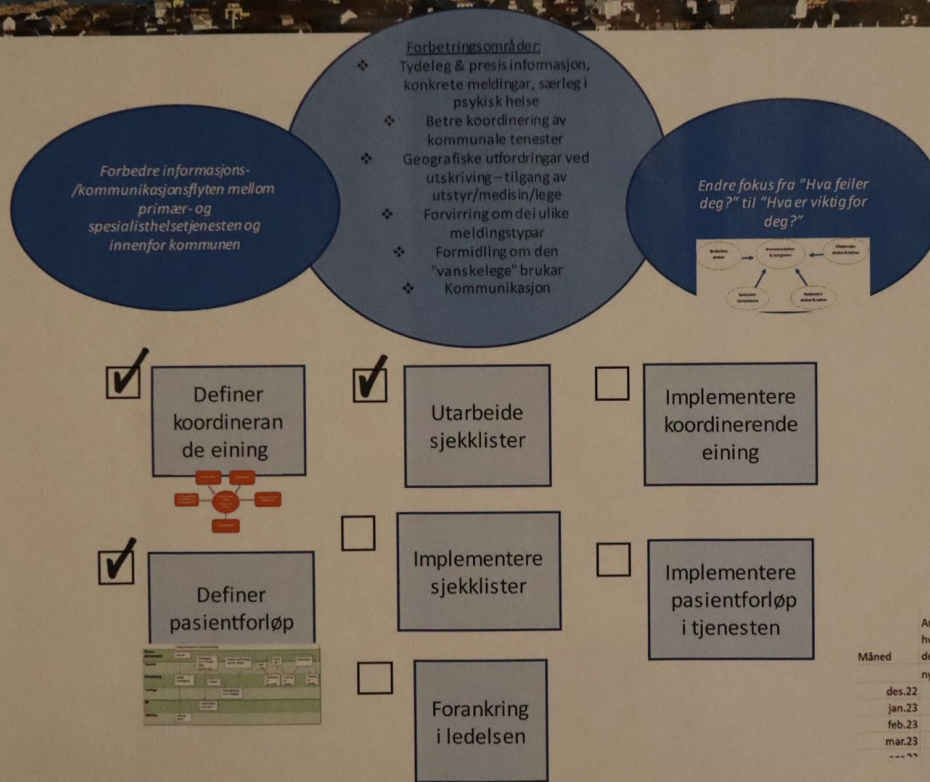 Forbetringsområder:
Tydeleg & presis informasjon,
konkrete meldingar, særleg i
psykisk helse
Betre koordinering av
kommunale tenester
Geografiske utfordringar ved
utskriving – tilgang av
utstyr/medisin/lege
Forvirring om dei ulike
meldingstypar
Formidling om den
"vanskelege" brukar
Kommunikasjon
Forbedre informasjons-
/kommunikasjonsflyten mellom
primær- og
spesialisthelsetjenesten og
innenfor kommunen
Endre fokus fra "Hva feiler
deg?" til "Hva er viktig for
deg?"
Definer
koordineran
de eining
Utarbeide
sjekklister
Implementere
koordinerende
eining
Definer
pasientforløp
Implementere
sjekklister
Implementere
pasientforløp
i tjenesten
Forankring
i ledelsen
Måned
des.22
jan.23
feb.23
mar.23